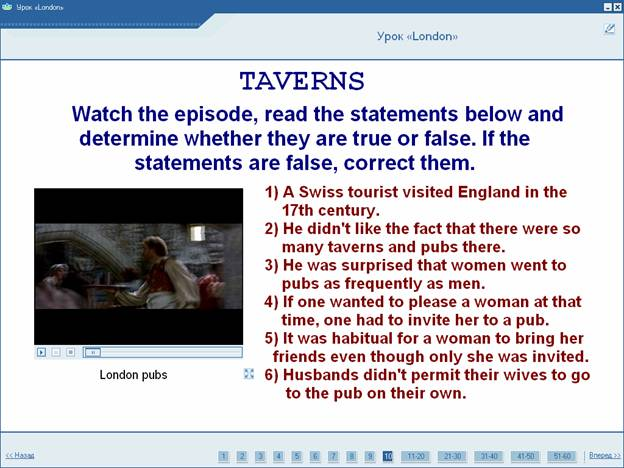 Урок «London»
Урок «London»
TAVERNS
Watch the episode, read the statements below and
determine whether they are true or false. If the
statements are false, correct them.
1) A Swiss tourist visited England in the
17th century.
2) He didn't like the fact that there were so
many taverns and pubs there.
3) He was surprised that women went to
pubs as frequently as men.
4) If one wanted to please a woman at that
time, one had to invite her to a pub.
5) It was habitual for a woman to bring her
friends even though only she was invited.
6) Husbands didn't permit their wives to go
to the pub on their own.
London pubs
<< Назад 1 2 3 4 5 6 7 8 9 10 11-20 21-30 31-40 41-50 51-60 Вперед >>